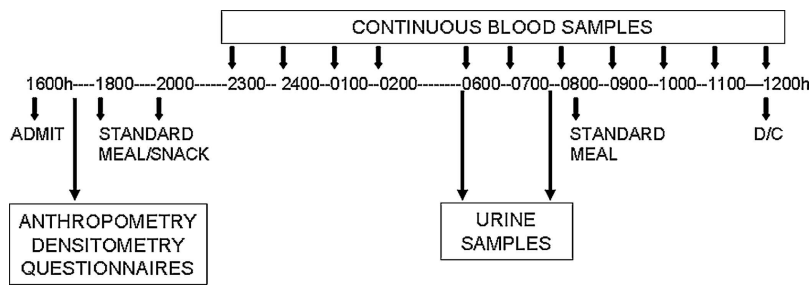 CONTINUOUS BLOOD SAMPLES
1600h----1800----2000------2300-- 2400--0100--0200---------0600--0700--0800--0900--1000--1100—1200h
ADMIT
STANDARD
MEAL/SNACK
STANDARD
MEAL
D/C
ANTHROPOMETRY
DENSITOMETRY
QUESTIONNAIRES
URINE
SAMPLES